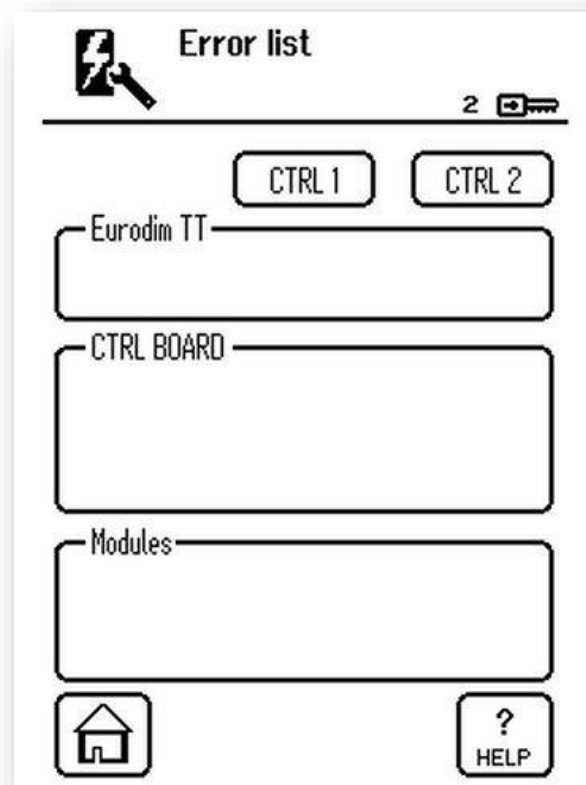 Error list
2
CTRL 1 CTRL 2
Eurodim TT
CTRL BOARD
Modules
?
HELP